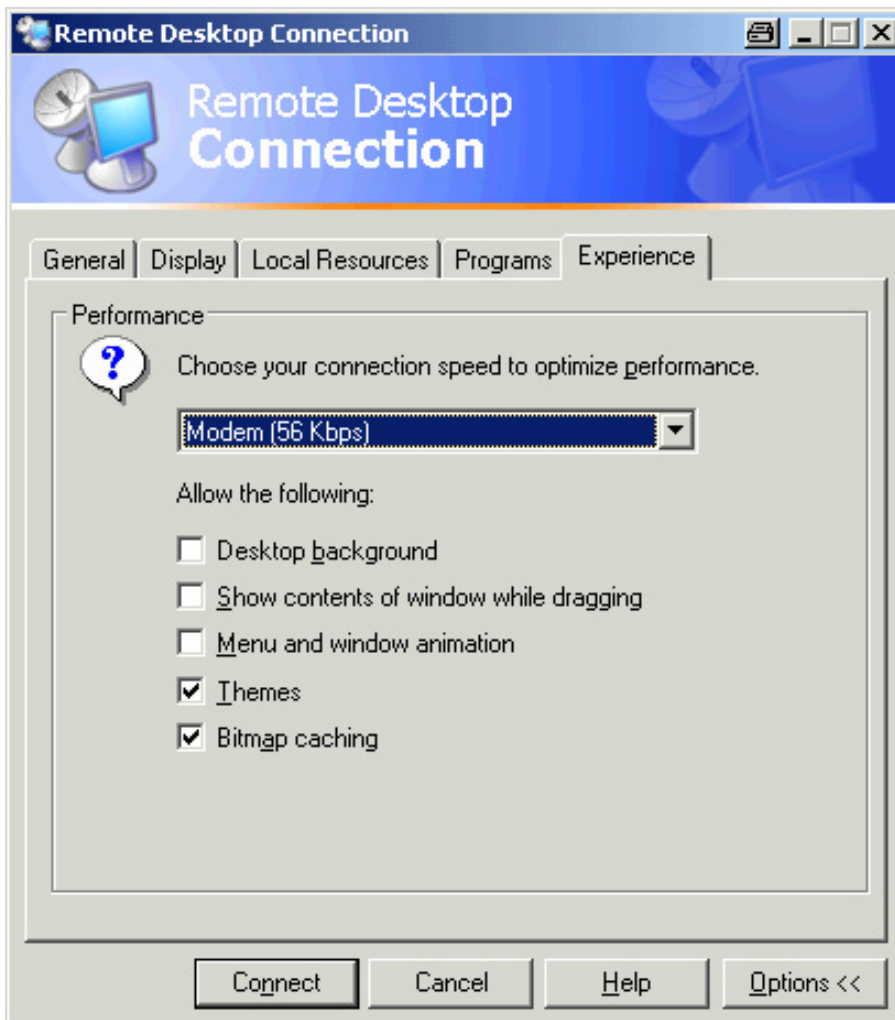 Remote Desktop Connection
Remote Desktop
Connection
General Display Local Resources Programs Experience
Performance
?
Choose your connection speed to optimize performance.
Modem (56 Kbps)
Allow the following:
Desktop background
Show contents of window while dragging
Menu and window animation
Themes
Bitmap caching
Connect Cancel Help Options <<